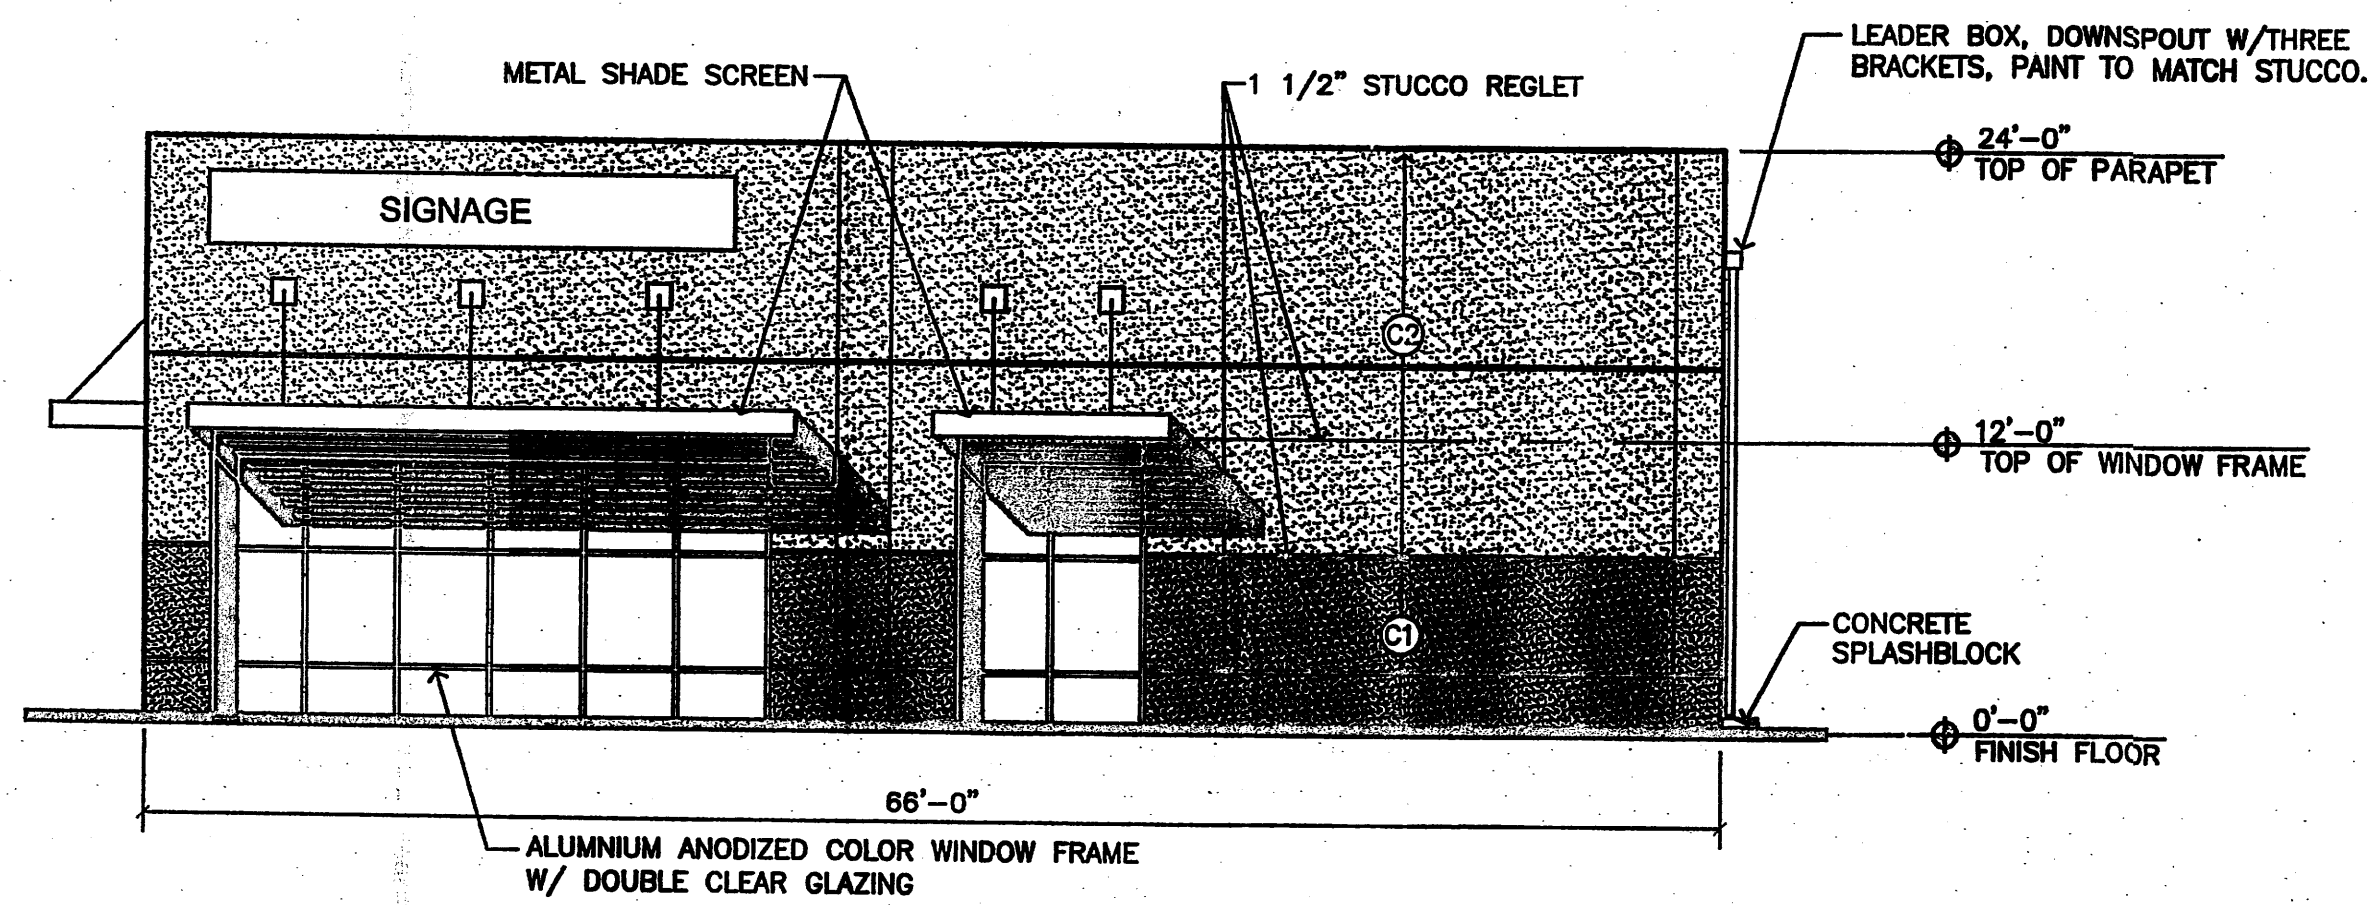 LEADER BOX, DOWNSPOUT W/THREE
BRACKETS, PAINT TO MATCH STUCCO.
METAL SHADE SCREEN
1 1/2" STUCCO REGLET
24'-0"
TOP OF PARAPET
SIGNAGE
C2
12'-0"
TOP OF WINDOW FRAME
C1
CONCRETE
SPLASHBLOCK
0'-0"
FINISH FLOOR
66'-0"
ALUMNIUM ANODIZED COLOR WINDOW FRAME
W/ DOUBLE CLEAR GLAZING